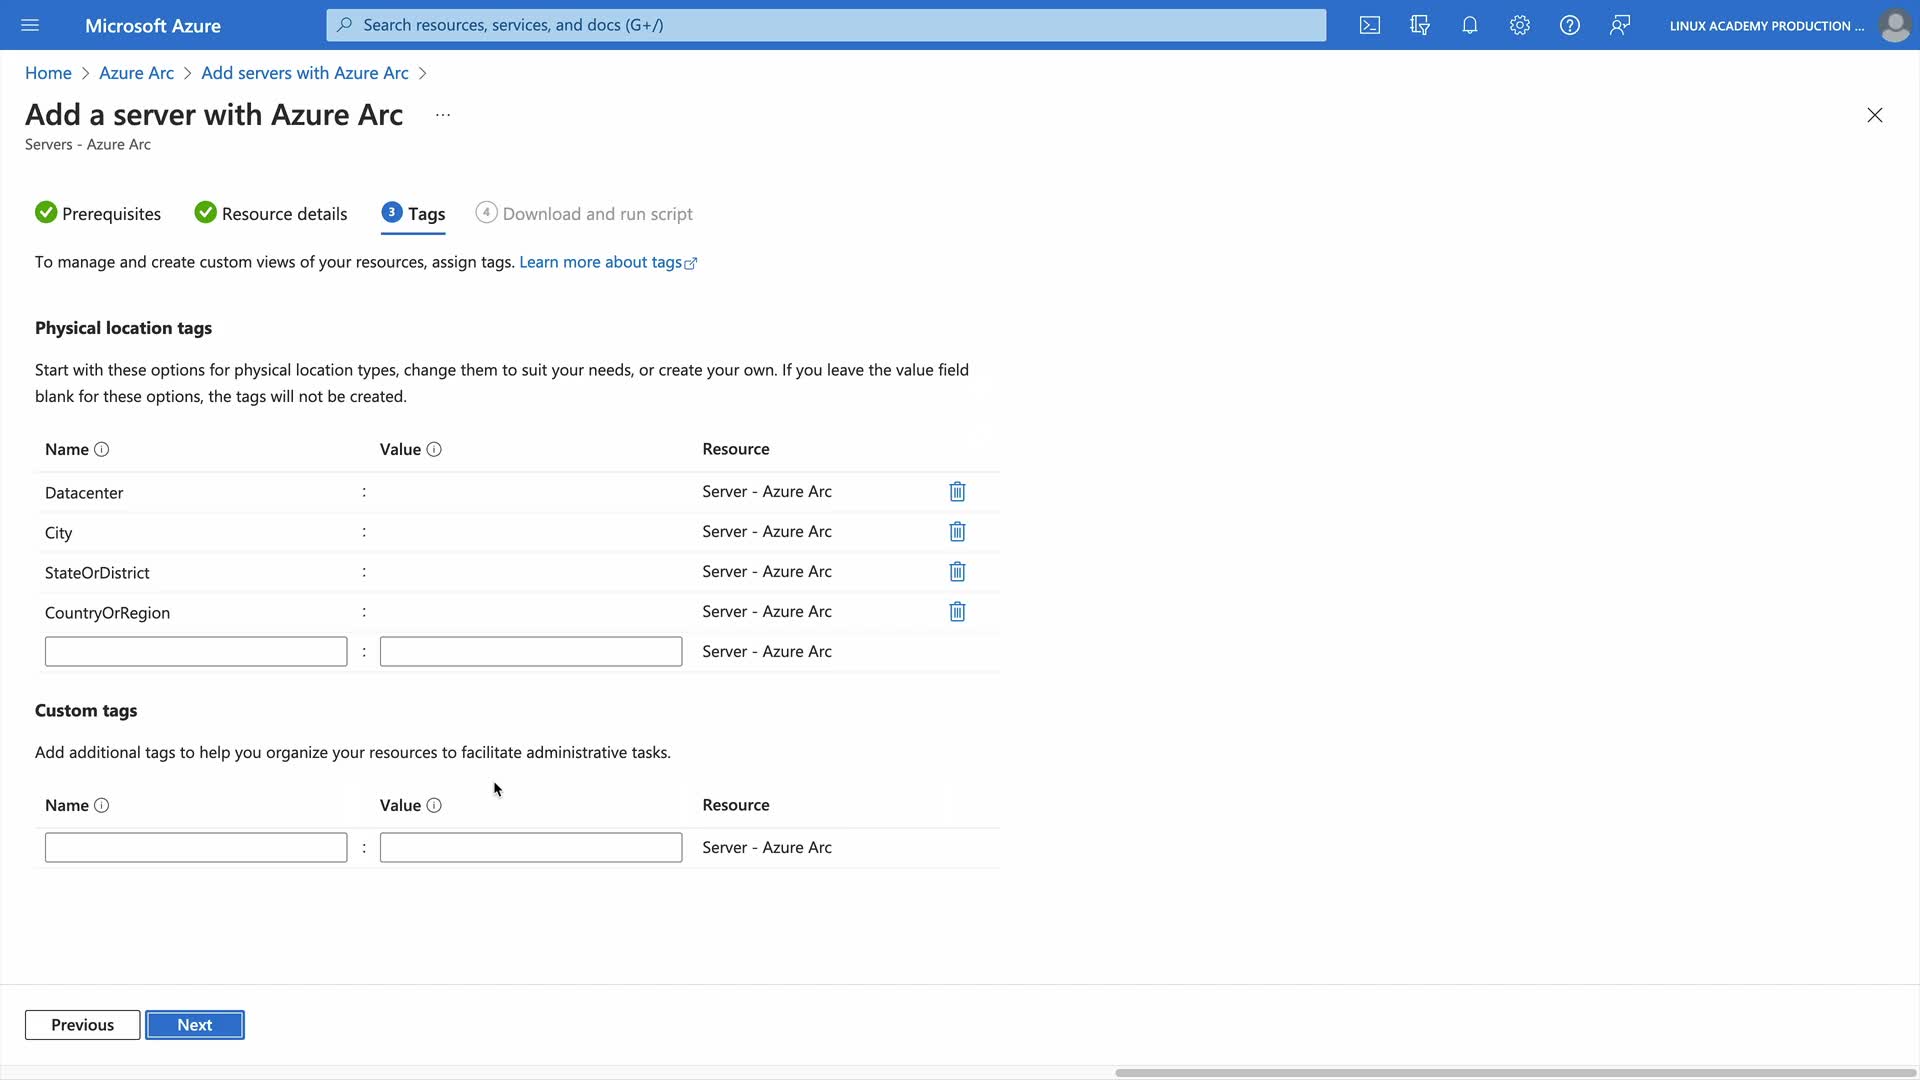 Microsoft Azure
Search resources, services, and docs (G+/)
LINUX ACADEMY PRODUCTION ...
Home > Azure Arc > Add servers with Azure Arc >
Add a server with Azure Arc ...
Servers - Azure Arc
Prerequisites
Resource details
3 Tags
4 Download and run script
To manage and create custom views of your resources, assign tags. Learn more about tags
Physical location tags
Start with these options for physical location types, change them to suit your needs, or create your own. If you leave the value field
blank for these options, the tags will not be created.
Name Value Resource
Datacenter : Server - Azure Arc
City : Server - Azure Arc
StateOrDistrict : Server - Azure Arc
CountryOrRegion : Server - Azure Arc
: Server - Azure Arc
Custom tags
Add additional tags to help you organize your resources to facilitate administrative tasks.
Name Value Resource
: Server - Azure Arc
Previous Next